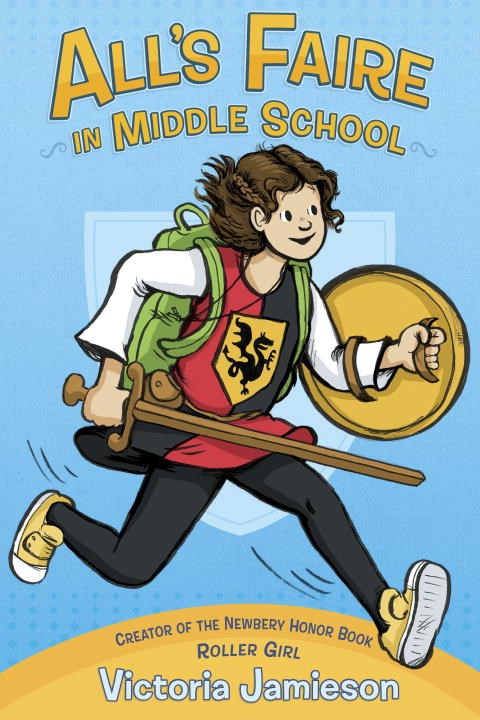 ALL'S FAIRE
IN MIDDLE SCHOOL
CREATOR OF THE NEWBERY HONOR BOOK
ROLLER GIRL
Victoria Jamieson